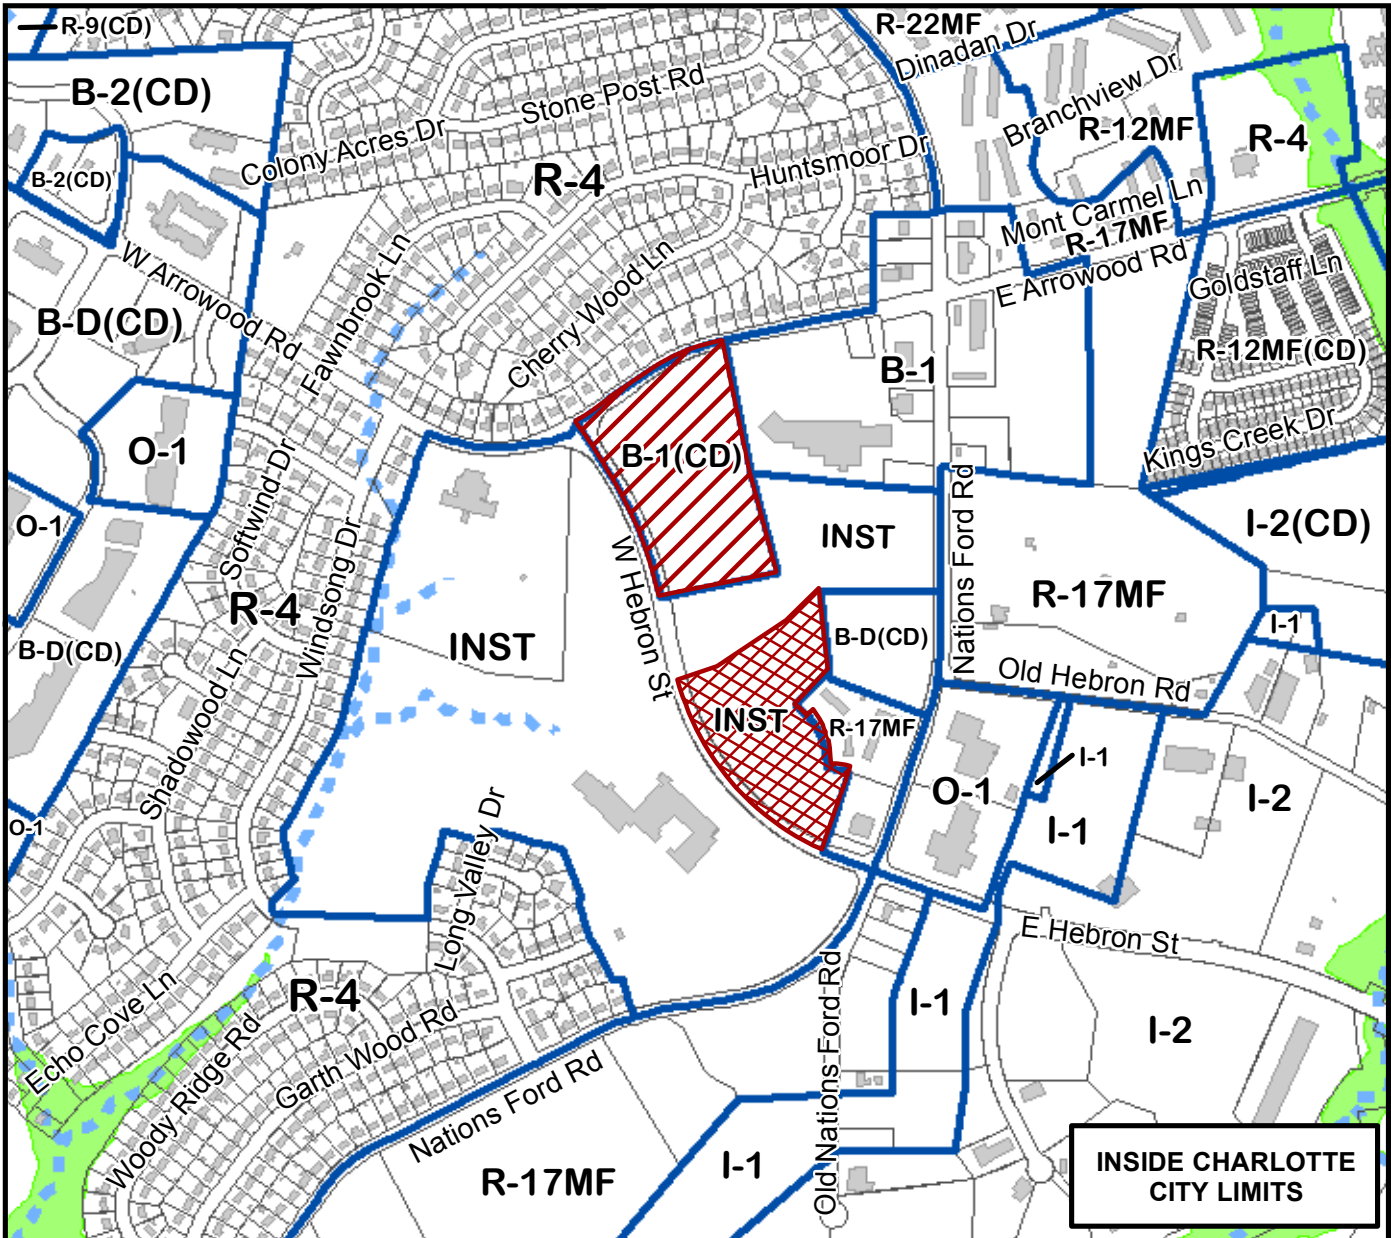 R-9(CD)
R-22MF
Dinadan Dr
B-2(CD)
Stone Post Rd
Branchview Dr
R-12MF
R-4
Colony Acres Dr
Huntsmoor Dr
B-2(CD)
R-4
Mont Carmel Ln
R-17MF
W Arrowood Rd
Fawnbrook Ln
Cherry Wood Ln
E Arrowood Rd
Goldstaff Ln
B-D(CD)
R-12MF(CD)
B-1
O-1
B-1(CD)
Kings Creek Dr
Softwind Dr
O-1
Windsong Dr
W Hebron St
INST
Nations Ford Rd
I-2(CD)
R-4
R-17MF
I-1
B-D(CD)
INST
B-D(CD)
Old Hebron Rd
Shadowood Ln
INST
R-17MF
I-1
O-1
I-2
O-1
I-1
Long Valley Dr
E Hebron St
R-4
Echo Cove Ln
Woody Ridge Rd
Garth Wood Rd
Nations Ford Rd
Old Nations Ford Rd
I-1
I-2
R-17MF
I-1
INSIDE CHARLOTTE
CITY LIMITS